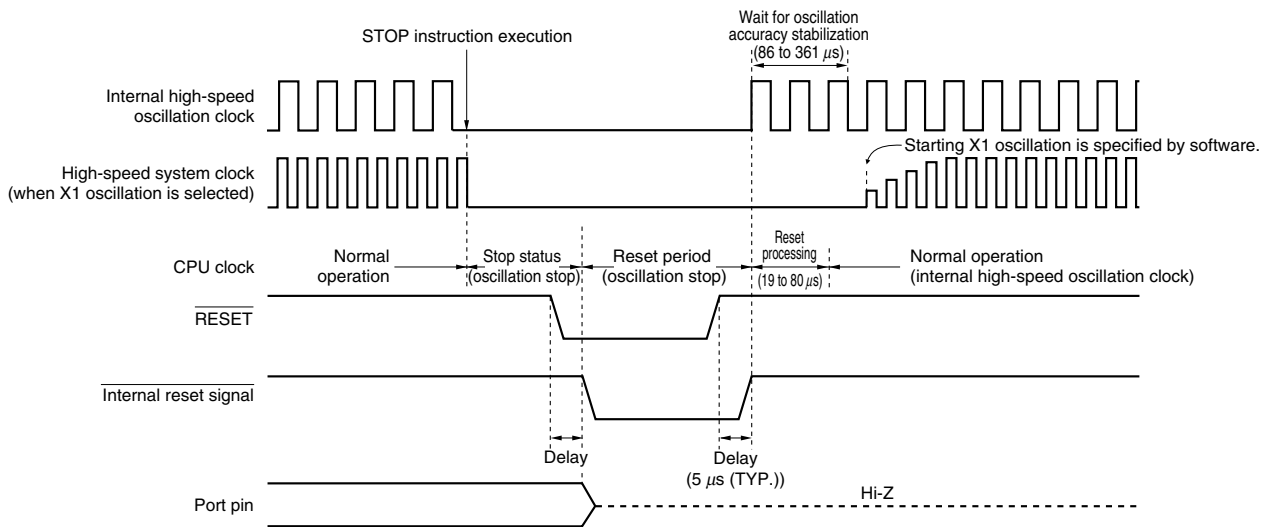 Wait for oscillation
accuracy stabilization
(86 to 361 µs)
STOP instruction execution
Internal high-speed
oscillation clock
Starting X1 oscillation is specified by software.
High-speed system clock
(when X1 oscillation is selected)
CPU clock
Normal
operation
Stop status
(oscillation stop)
Reset period
(oscillation stop)
Reset
processing
(19 to 80 µs)
Normal operation
(internal high-speed oscillation clock)
RESET
Internal reset signal
Delay
Delay
(5 µs (TYP.))
Port pin
Hi-Z